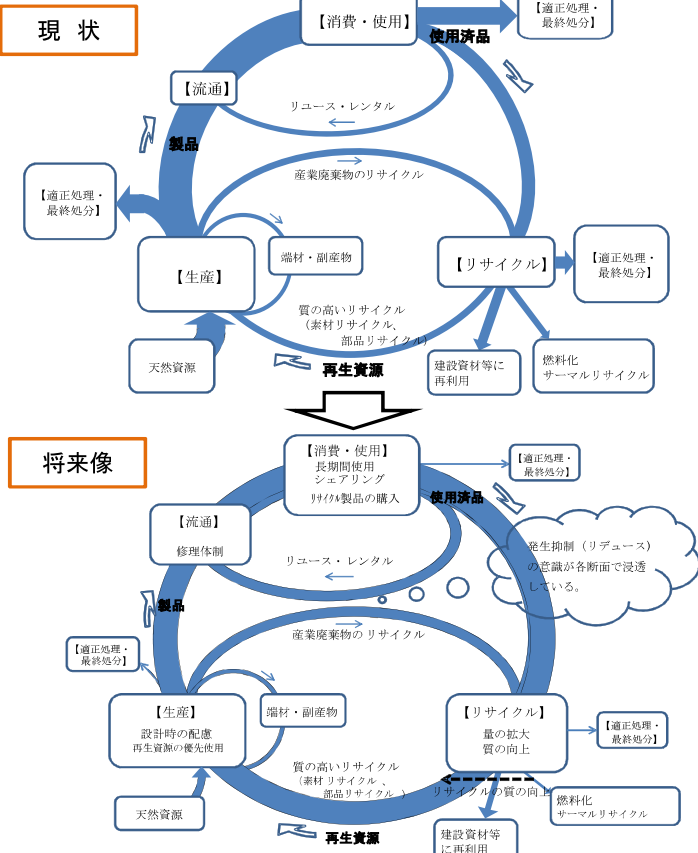 現 状
【消費・使用】
【適正処理・
最終処分】
使用済品
【流通】
リユース・レンタル
製品
産業廃棄物のリサイクル
【適正処理・
最終処分】
【生産】
端材・副産物
【リサイクル】
【適正処理・
最終処分】
質の高いリサイクル
（素材リサイクル、
部品リサイクル）
天然資源
再生資源
建設資材等に
再利用
燃料化
サーマルリサイクル
将来像
【消費・使用】
長期間使用
シェアリング
リサイクル製品の購入
【適正処理・
最終処分】
使用済品
【流通】
修理体制
発生抑制（リデュース）
の意識が各断面で浸透
している。
リユース・レンタル
製品
産業廃棄物のリサイクル
【適正処理・
最終処分】
【生産】
設計時の配慮
再生資源の優先使用
端材・副産物
【リサイクル】
量の拡大
質の向上
【適正処理・
最終処分】
質の高いリサイクル
（素材リサイクル 、
部品リサイクル ）
リサイクルの質の向上
天然資源
再生資源
燃料化
サーマルリサイクル
建設資材等
に再利用